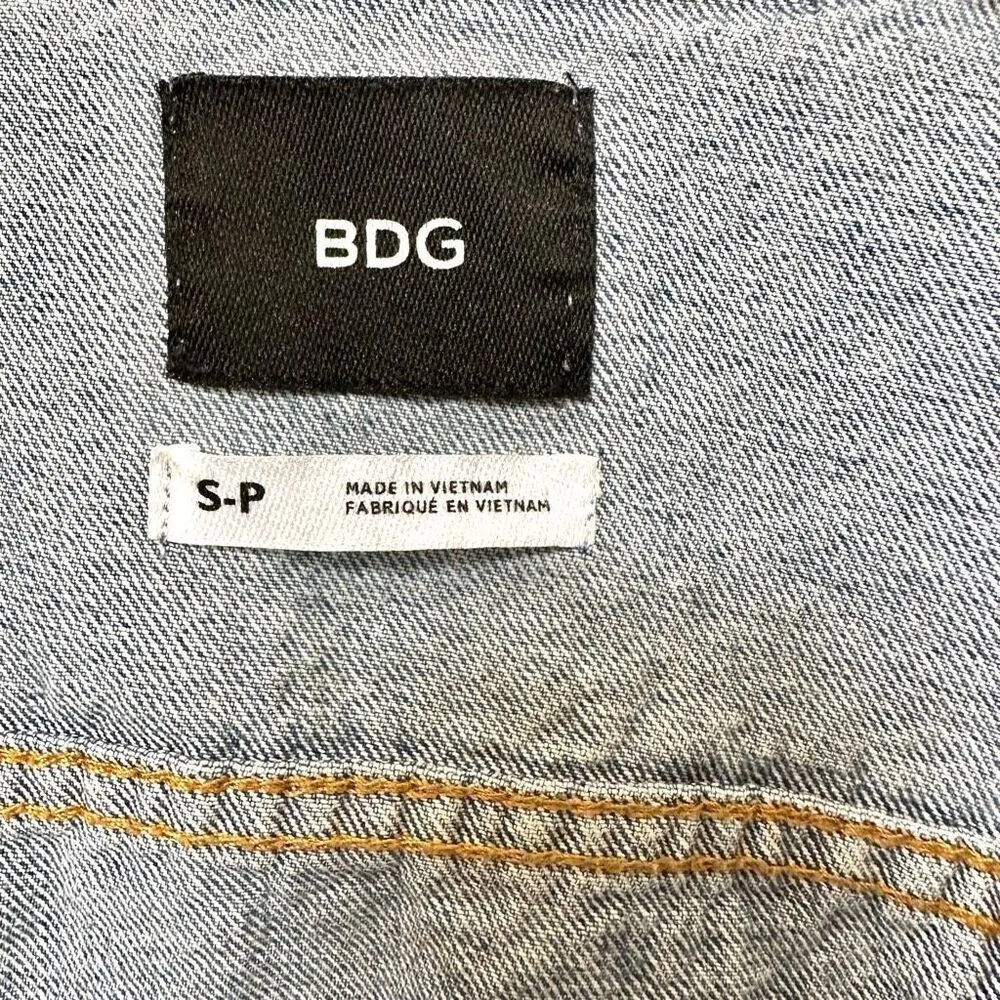 BDG
S-P
MADE IN VIETNAM
FABRIQUÉ EN VIETNAM